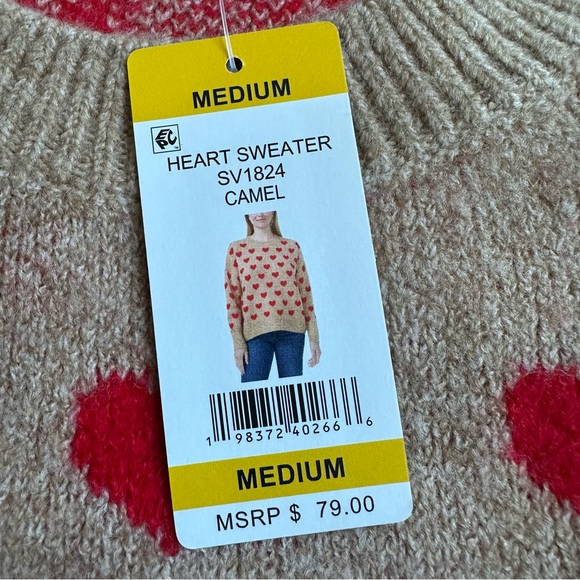 MEDIUM
HEART SWEATER
SV1824
CAMEL
1 98372 40266 6
MEDIUM
MSRP $ 79.00